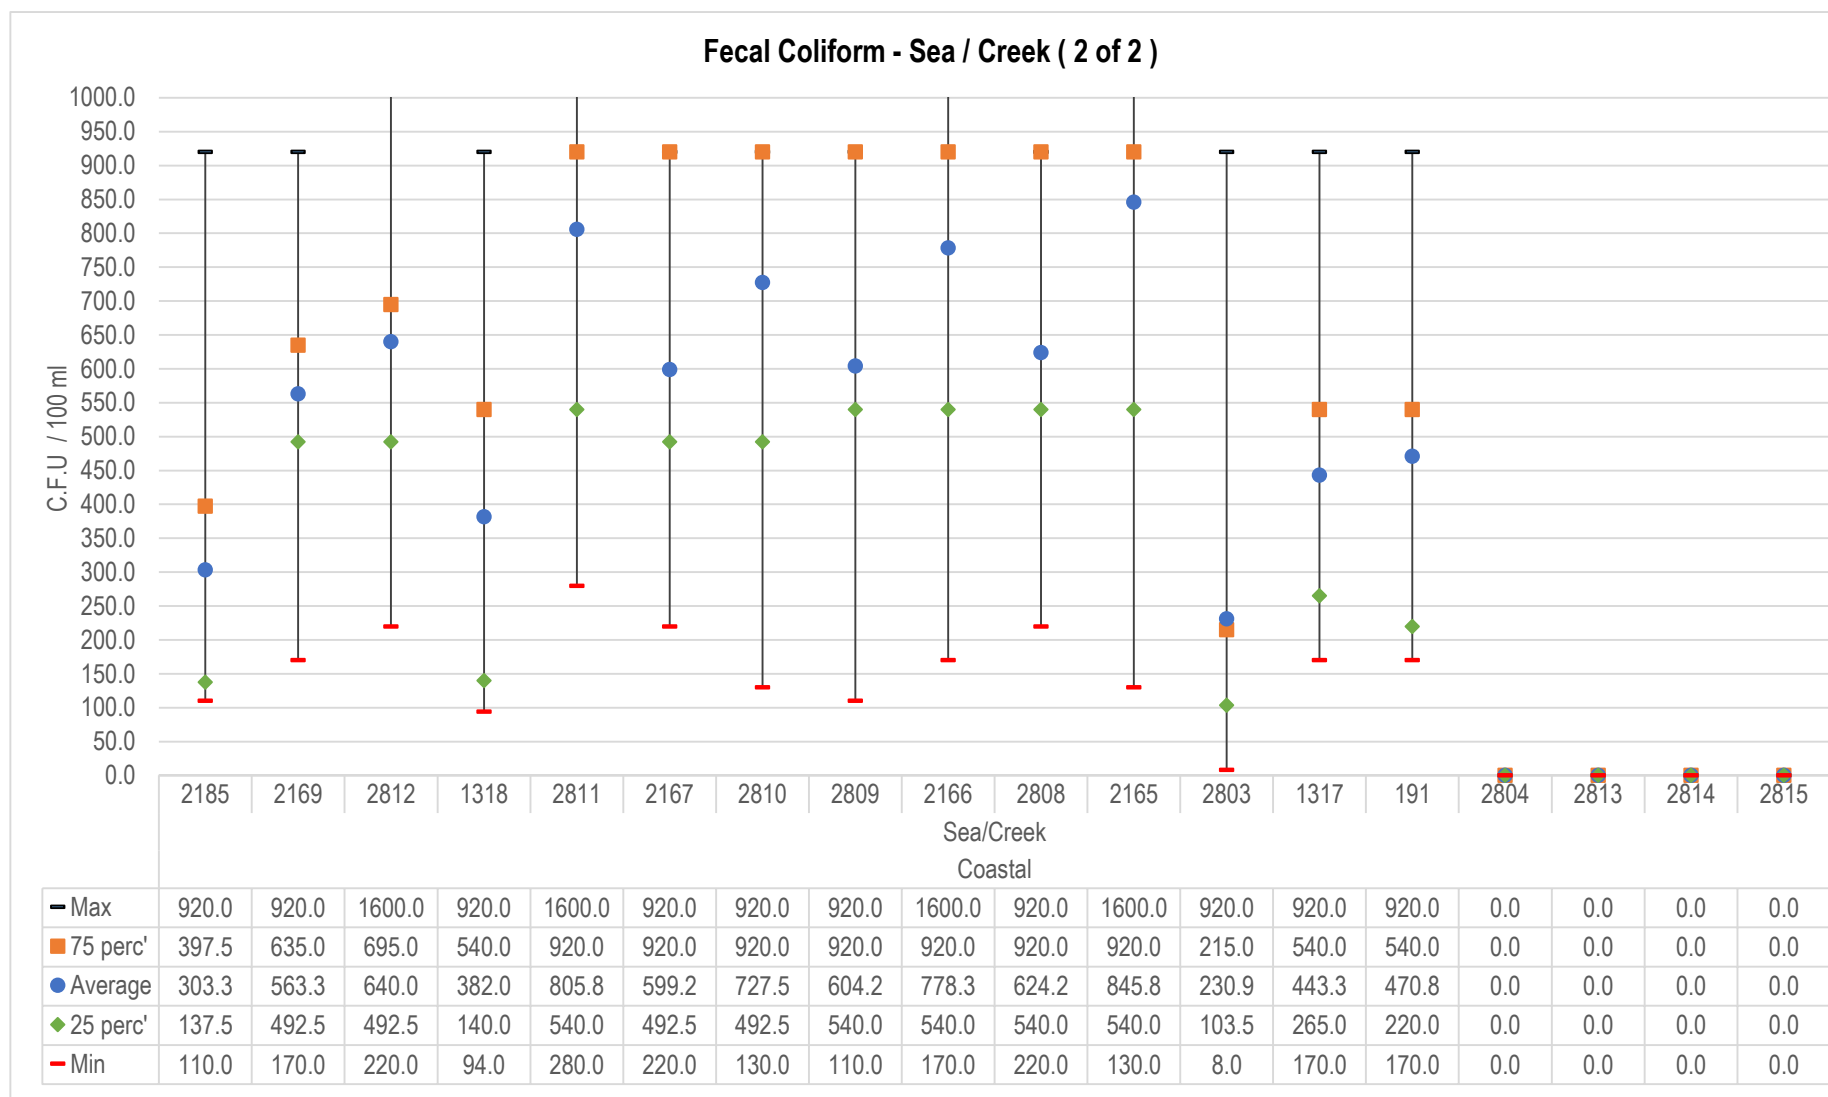 Fecal Coliform - Sea / Creek ( 2 of 2 )
C.F.U / 100 ml
1000.0
950.0
900.0
850.0
800.0
750.0
700.0
650.0
600.0
550.0
500.0
450.0
400.0
350.0
300.0
250.0
200.0
150.0
100.0
50.0
0.0
2185 2169 2812 1318 2811 2167 2810 2809 2166 2808 2165 2803 1317 191 2804 2813 2814 2815
Sea/Creek
Coastal
Max 920.0 920.0 1600.0 920.0 1600.0 920.0 920.0 920.0 1600.0 920.0 1600.0 920.0 920.0 920.0 0.0 0.0 0.0 0.0
75 perc' 397.5 635.0 695.0 540.0 920.0 920.0 920.0 920.0 920.0 920.0 920.0 215.0 540.0 540.0 0.0 0.0 0.0 0.0
Average 303.3 563.3 640.0 382.0 805.8 599.2 727.5 604.2 778.3 624.2 845.8 230.9 443.3 470.8 0.0 0.0 0.0 0.0
25 perc' 137.5 492.5 492.5 140.0 540.0 492.5 492.5 540.0 540.0 540.0 540.0 103.5 265.0 220.0 0.0 0.0 0.0 0.0
Min 110.0 170.0 220.0 94.0 280.0 220.0 130.0 110.0 170.0 220.0 130.0 8.0 170.0 170.0 0.0 0.0 0.0 0.0